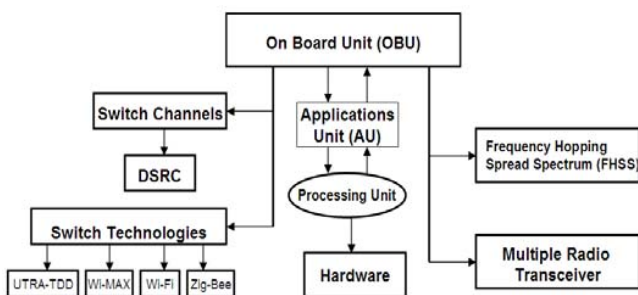 On Board Unit (OBU)
Switch Channels
Applications
Unit (AU)
Frequency Hopping
Spread Spectrum (FHSS)
DSRC
Processing Unit
Switch Technologies
Multiple Radio
Transceiver
Hardware
UTRA-TDD
Wi-MAX
Wi-Fi
Zig-Bee